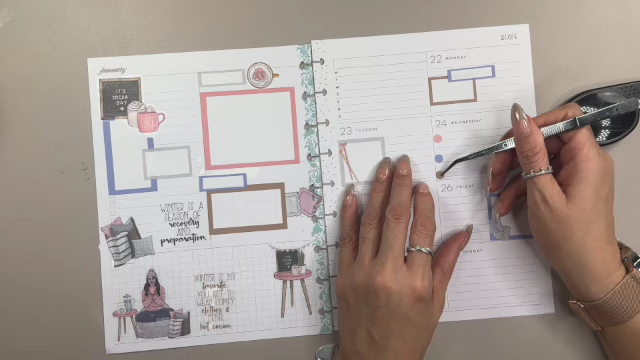 January
IT'S
COCOA
DAY
WINTER IS A
SEASON OF
recovery
AND
preparation.
WINTER IS MY
favorite.
YOU GET TO
WEAR COMFY
clothes &
DRINK
hot cocoa.
2024
22 MONDAY
23 TUESDAY
24 WEDNESDAY
26 FRIDAY
SUNDAY